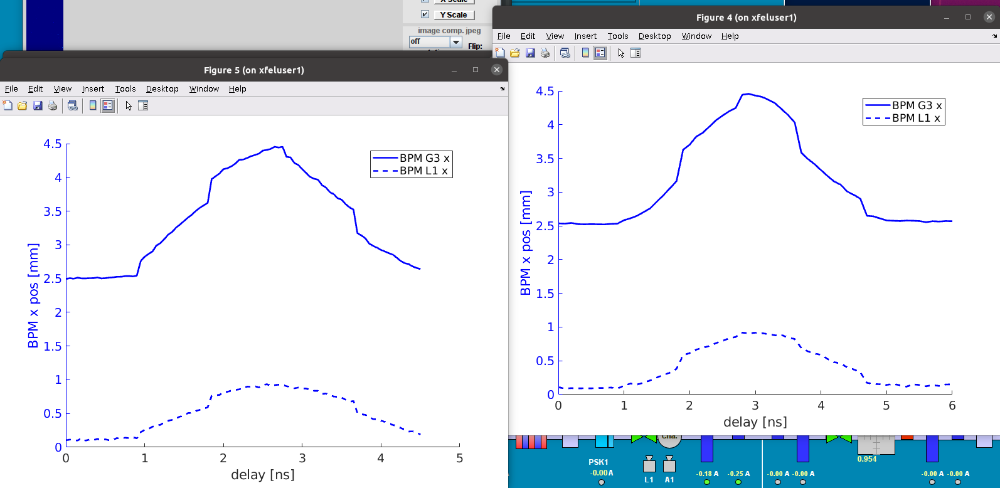 X Scale
Y Scale
image comp. jpeg
off
Flip:
Figure 4 (on xfeluser1)
File Edit View Insert Tools Desktop Window Help
4.5
4
3.5
3
2.5
2
1.5
1
0.5
0
BPM x pos [mm]
BPM G3 x
BPM L1 x
0 1 2 3 4 5 6
delay [ns]
Figure 5 (on xfeluser1)
File Edit View Insert Tools Desktop Window Help
4.5
4
3.5
3
2.5
2
1.5
1
0.5
0
BPM x pos [mm]
BPM G3 x
BPM L1 x
0 1 2 3 4 5
delay [ns]
Cha.
0.954
PSK1
-0.00 A
L1 A1
-0.18 A -0.25 A -0.00 A -0.00 A -0.00 A -0.00 A